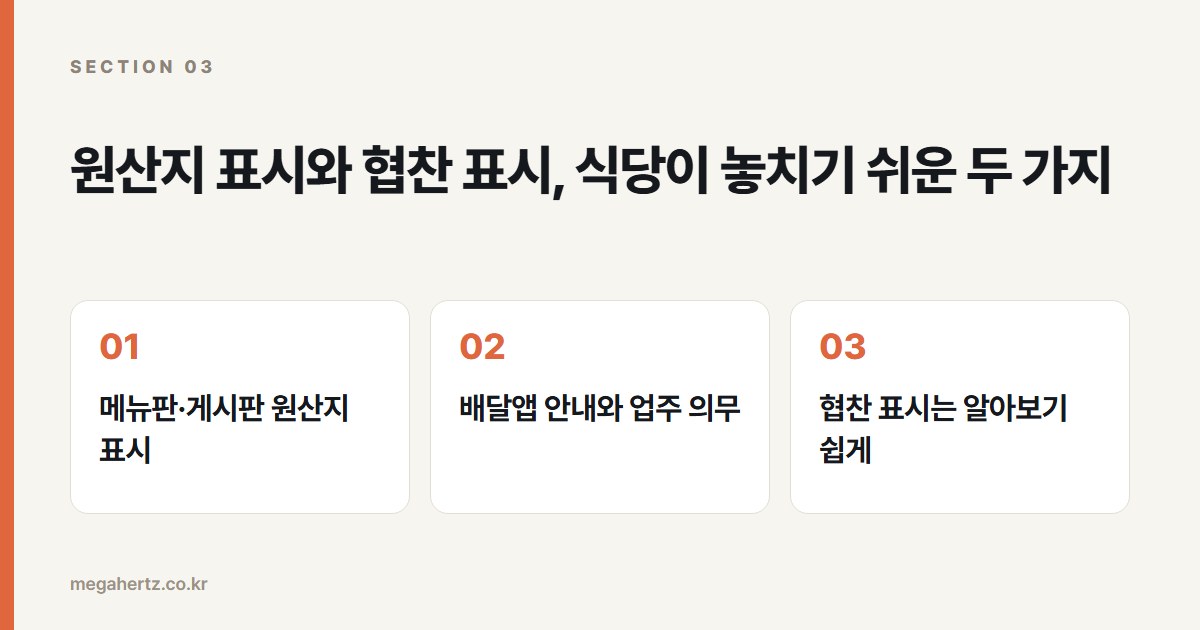 SECTION 03
원산지 표시와 협찬 표시, 식당이 놓치기 쉬운 두 가지
01
메뉴판·게시판 원산지
표시
02
배달앱 안내와 업주 의무
03
협찬 표시는 알아보기
쉽게
megahertz.co.kr